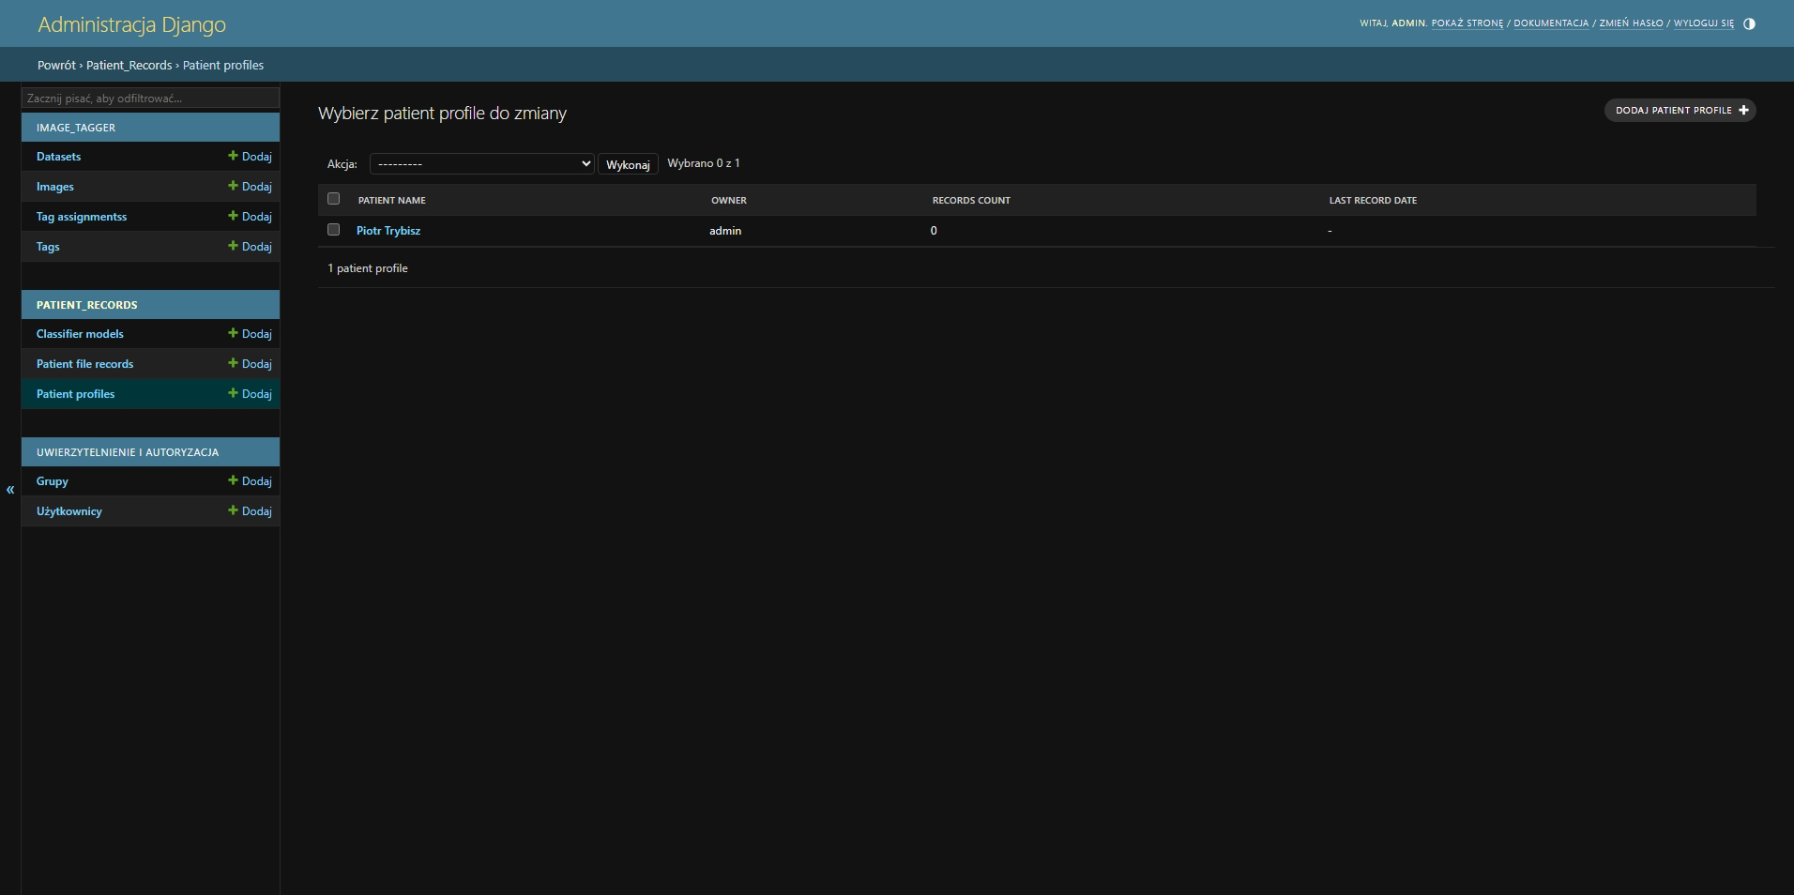 Administracja Django
WITAJ, ADMIN. POKAŻ STRONĘ / DOKUMENTACJA / ZMIEŃ HASŁO / WYLOGUJ SIĘ
Powrót › Patient_Records › Patient profiles
Zacznij pisać, aby odfiltrować...
IMAGE_TAGGER
Datasets Dodaj
Images Dodaj
Tag assignmentss Dodaj
Tags Dodaj
PATIENT_RECORDS
Classifier models Dodaj
Patient file records Dodaj
Patient profiles Dodaj
UWIERZYTELNIENIE I AUTORYZACJA
Grupy Dodaj
Użytkownicy Dodaj
«
Wybierz patient profile do zmiany
DODAJ PATIENT PROFILE
Akcja: --------- Wykonaj Wybrano 0 z 1
PATIENT NAME OWNER RECORDS COUNT LAST RECORD DATE
Piotr Trybisz admin 0 -
1 patient profile